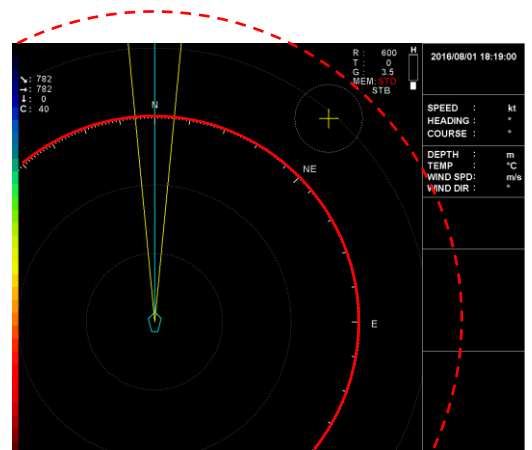 ↘: 782
→: 782
↓: 0
C: 40
R : 600
T : 0
G : 3.5
MEM:STD
STB
H
N
NE
E
2016/08/01 18:19:00
SPEED : kt
HEADING : °
COURSE : °
DEPTH : m
TEMP : °C
WIND SPD: m/s
WIND DIR : °